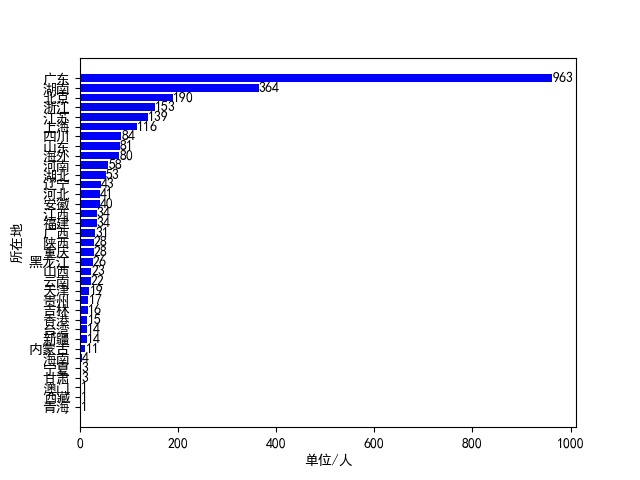 广东 963
湖南 364
北京 190
浙江 153
江苏 139
上海 116
四川 84
山东 81
海外 80
河南 58
湖北 53
辽宁 43
河北 41
安徽 40
江西 34
福建 34
广西 31
陕西 28
重庆 28
黑龙江 26
山西 23
云南 22
天津 19
贵州 17
吉林 16
香港 15
台湾 14
新疆 14
内蒙古 11
海南 4
宁夏 3
甘肃 3
澳门 1
西藏 1
青海 1
所在地
0 200 400 600 800 1000
单位/人